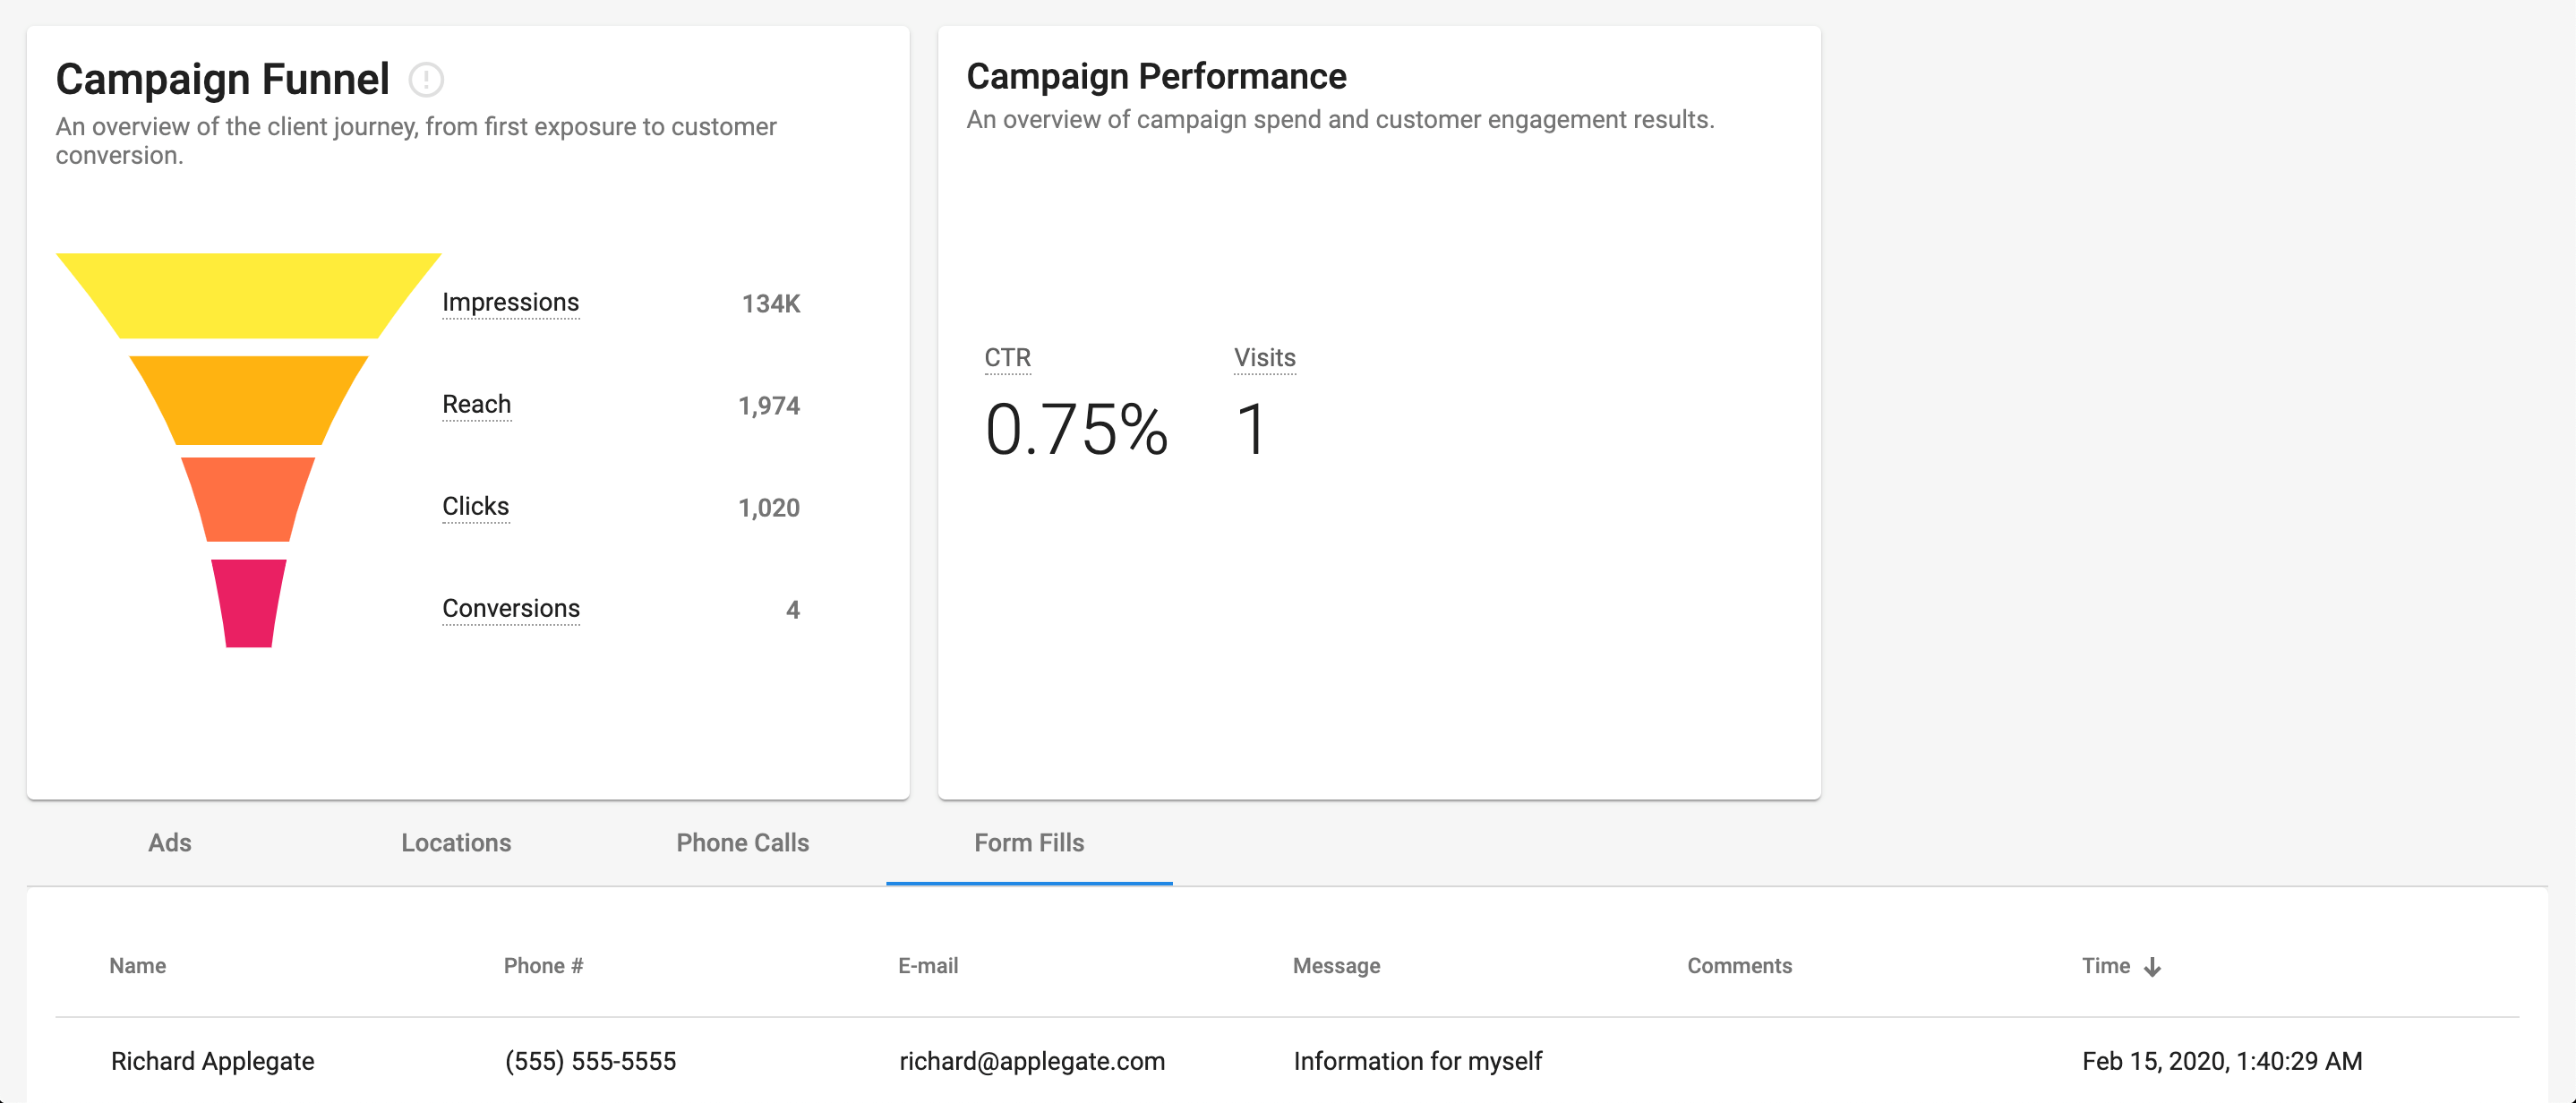 Campaign Funnel
An overview of the client journey, from first exposure to customer
conversion.
Impressions 134K
Reach 1,974
Clicks 1,020
Conversions 4
Campaign Performance
An overview of campaign spend and customer engagement results.
CTR Visits
0.75% 1
Ads Locations Phone Calls Form Fills
Name Phone # E-mail Message Comments Time
Richard Applegate (555) 555-5555 richard@applegate.com Information for myself Feb 15, 2020, 1:40:29 AM